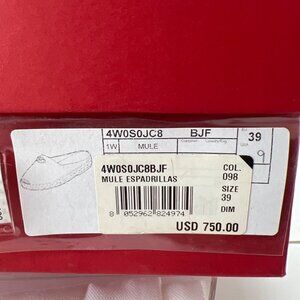 4W0S0JC8 BJF 39
1W MULE
4W0S0JC8BJF
MULE ESPADRILLAS
COL.
098
SIZE
39
DIM
8 052962 824974
USD 750.00